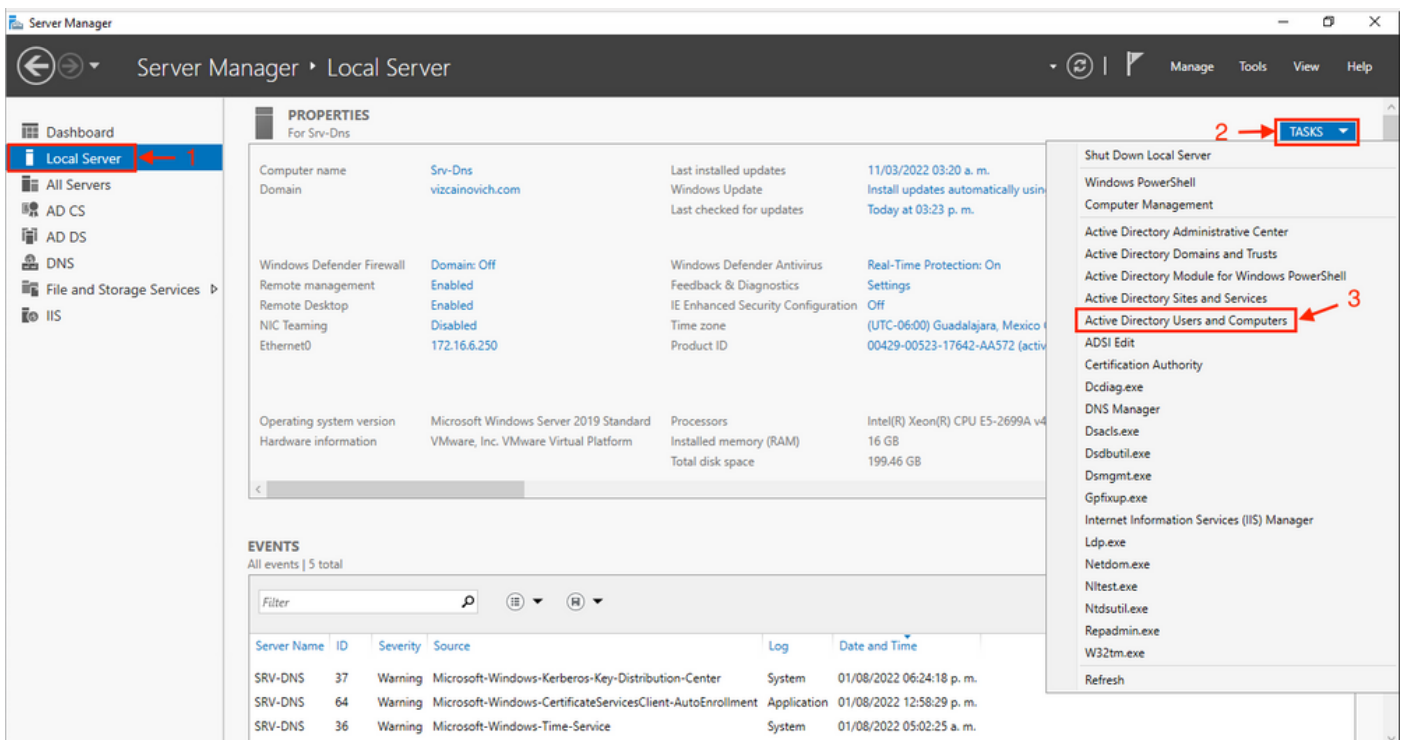 Server Manager
Server Manager • Local Server
Manage Tools View Help
Dashboard
Local Server
1
All Servers
AD CS
AD DS
DNS
File and Storage Services
IIS
PROPERTIES
For Srv-Dns
2
TASKS
Computer name Srv-Dns Last installed updates 11/03/2022 03:20 a. m.
Domain vizcainovich.com Windows Update Install updates automatically usin
Last checked for updates Today at 03:23 p. m.
Windows Defender Firewall Domain: Off Windows Defender Antivirus Real-Time Protection: On
Remote management Enabled Feedback & Diagnostics Settings
Remote Desktop Enabled IE Enhanced Security Configuration Off
NIC Teaming Disabled Time zone (UTC-06:00) Guadalajara, Mexico
Ethernet0 172.16.6.250 Product ID 00429-00523-17642-AA572 (activ
Operating system version Microsoft Windows Server 2019 Standard Processors Intel(R) Xeon(R) CPU E5-2699A v4
Hardware information VMware, Inc. VMware Virtual Platform Installed memory (RAM) 16 GB
Total disk space 199.46 GB
Shut Down Local Server
Windows PowerShell
Computer Management
Active Directory Administrative Center
Active Directory Domains and Trusts
Active Directory Module for Windows PowerShell
Active Directory Sites and Services
3
Active Directory Users and Computers
ADSI Edit
Certification Authority
Dcdiag.exe
DNS Manager
Dsacls.exe
Dsdbutil.exe
Dsmgmt.exe
Gpfixup.exe
Internet Information Services (IIS) Manager
Ldp.exe
Netdom.exe
Nltest.exe
Ntdsutil.exe
Repadmin.exe
W32tm.exe
Refresh
EVENTS
All events | 5 total
Filter
Server Name ID Severity Source Log Date and Time
SRV-DNS 37 Warning Microsoft-Windows-Kerberos-Key-Distribution-Center System 01/08/2022 06:24:18 p. m.
SRV-DNS 64 Warning Microsoft-Windows-CertificateServicesClient-AutoEnrollment Application 01/08/2022 12:58:29 p. m.
SRV-DNS 36 Warning Microsoft-Windows-Time-Service System 01/08/2022 05:02:25 a. m.